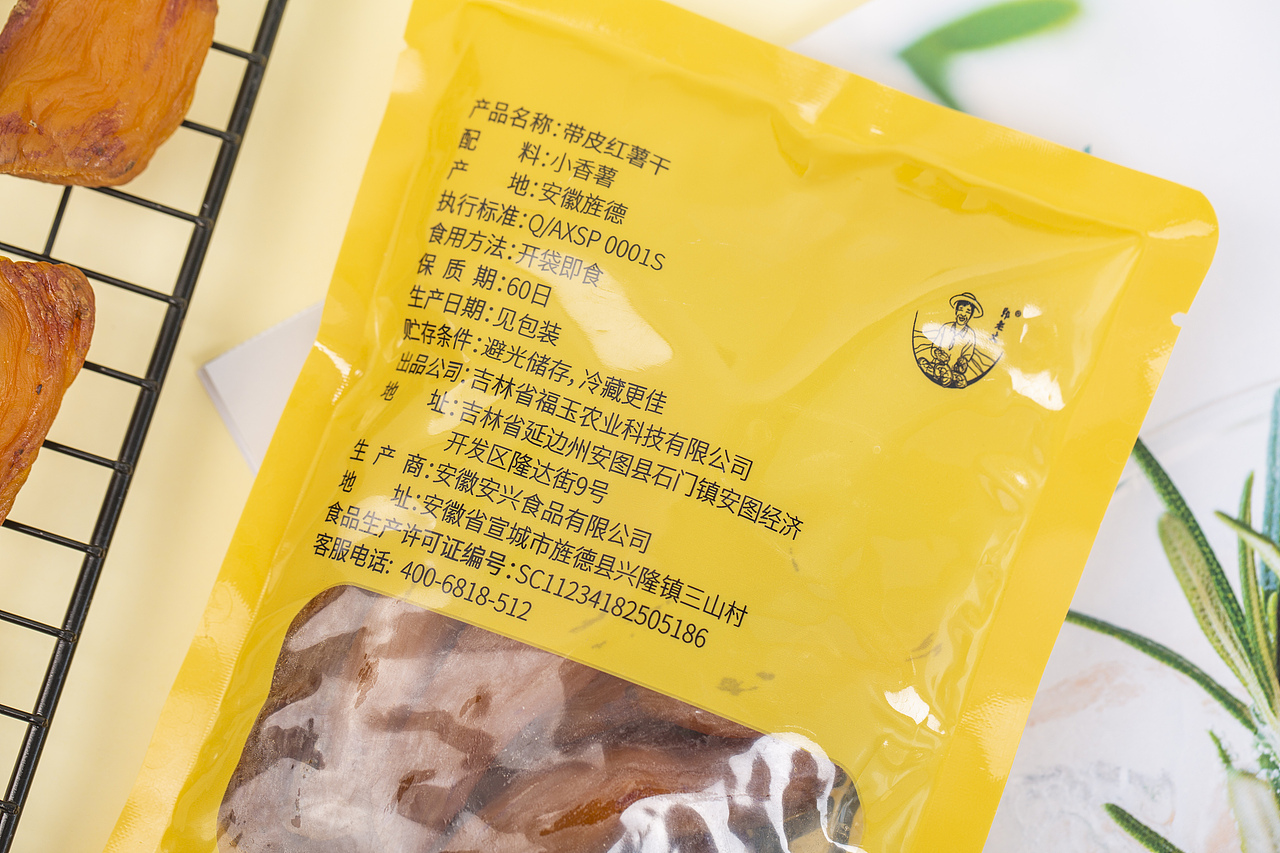 产品名称：带皮红薯干
配 料：小香薯
产 地：安徽旌德
执行标准：Q/AXSP 0001S
食用方法：开袋即食
保 质 期：60日
生产日期：见包装
贮存条件：避光储存，冷藏更佳
出品公司：吉林省福玉农业科技有限公司
地 址：吉林省延边州安图县石门镇安图经济
开发区隆达街9号
生 产 商：安徽安兴食品有限公司
地 址：安徽省宣城市旌德县兴隆镇三山村
食品生产许可证编号：SC11234182505186
客服电话：400-6818-512